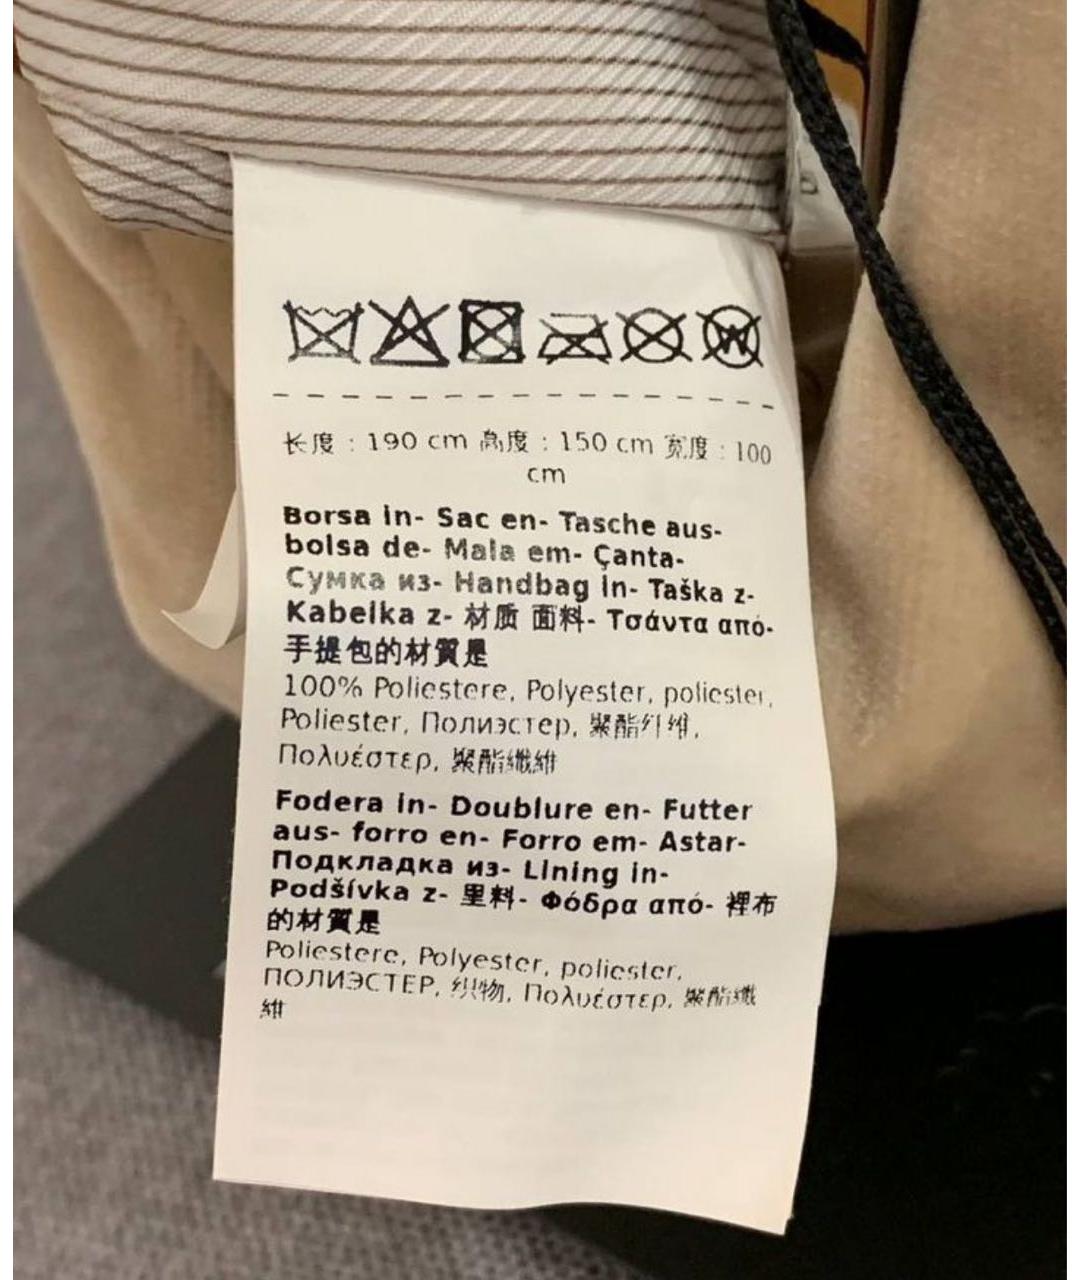 长度 : 190 cm 高度 : 150 cm 宽度 : 100
cm
Borsa in- Sac en- Tasche aus-
bolsa de- Mala em- Çanta-
Сумка из- Handbag in- Taška z-
Kabelka z- 材质 面料- Τσάντα από-
手提包的材質是
100% Poliestere, Polyester, poliester,
Poliester, Полиэстер, 聚酯纤维,
Πολυέστερ, 聚酯纖維
Fodera in- Doublure en- Futter
aus- forro en- Forro em- Astar-
Подкладка из- Lining in-
Podšívka z- 里料- Φόδρα από- 裡布
的材質是
Poliestere, Polyester, poliester,
ПОЛИЭСТЕР, 织物, Πολυέστερ, 聚酯纖
維